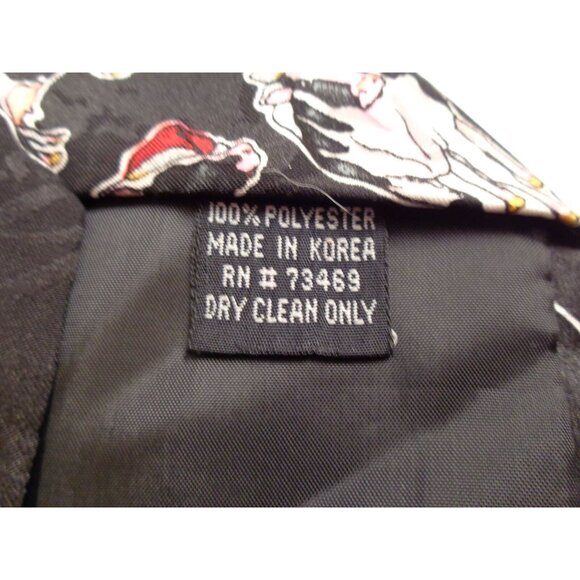 100% POLYESTER
MADE IN KOREA
RN # 73469
DRY CLEAN ONLY